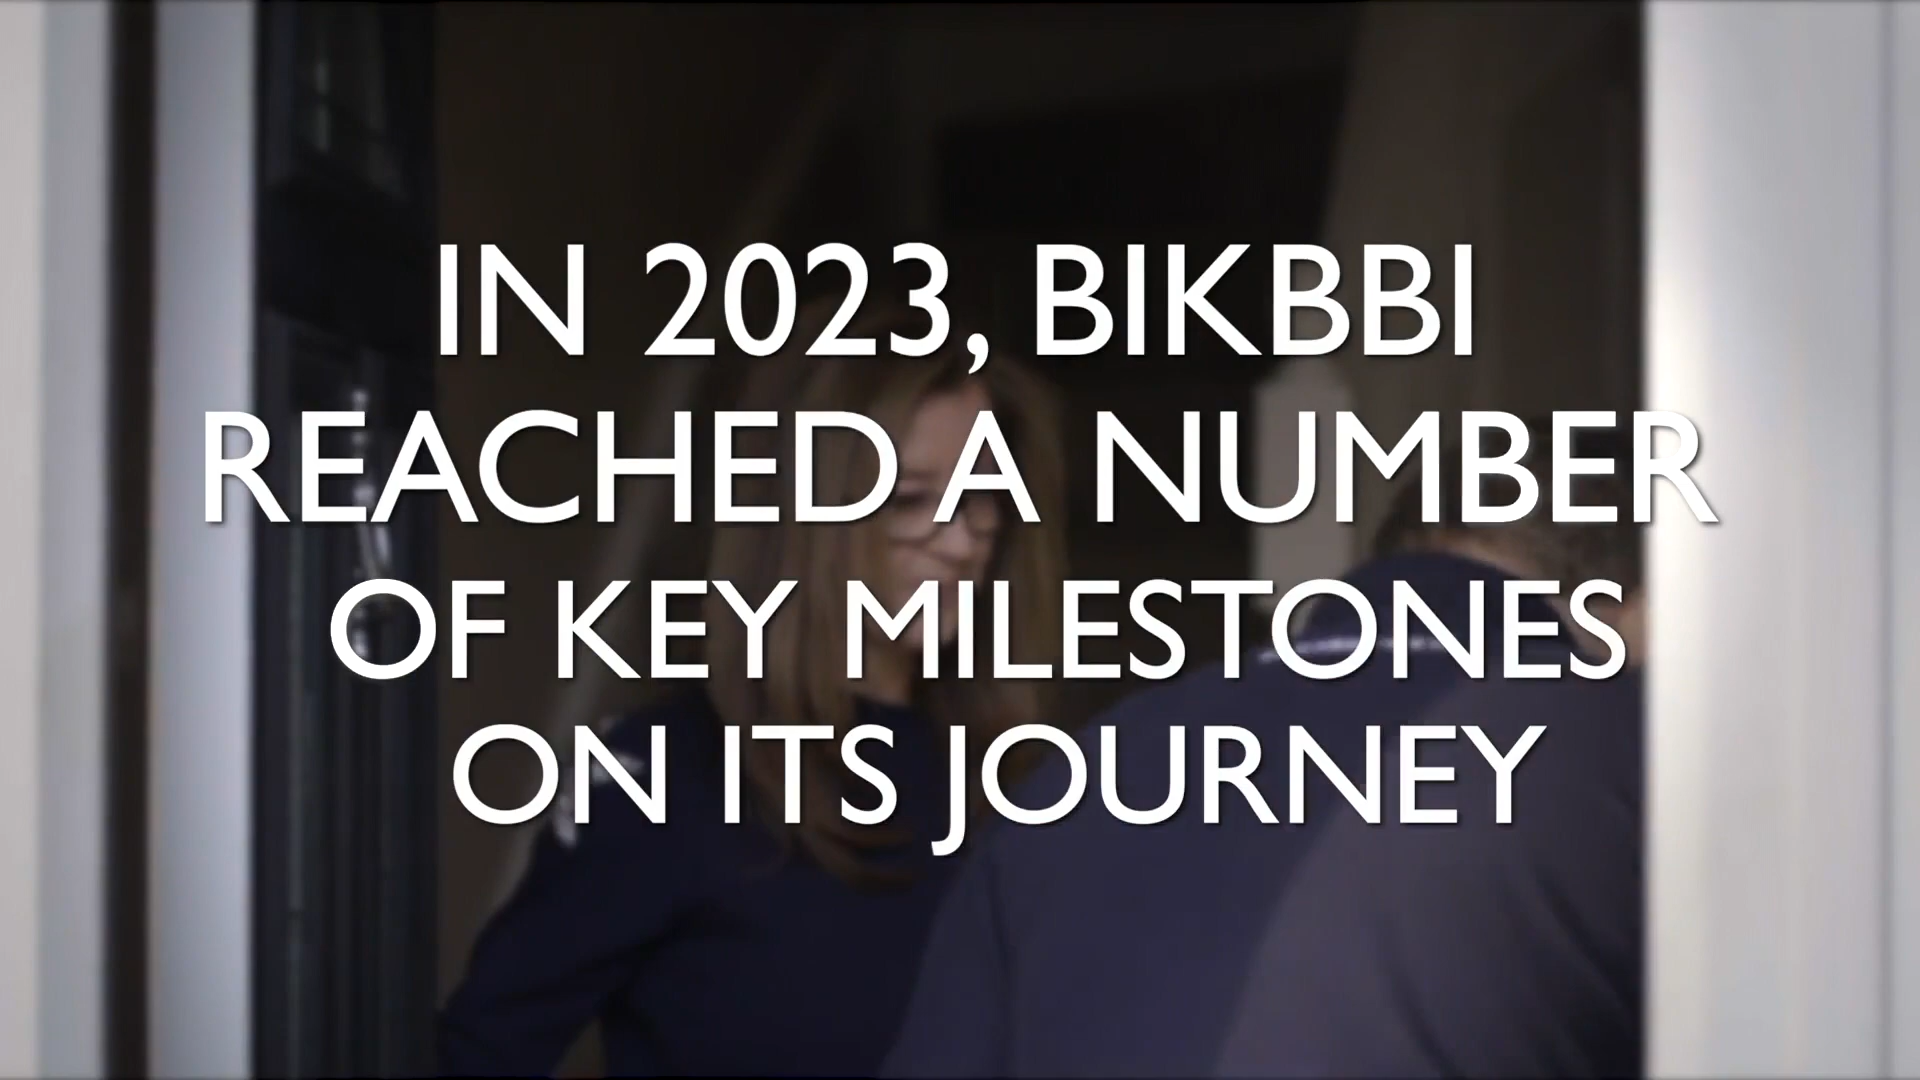 IN 2023, BIKBBI
REACHED A NUMBER
OF KEY MILESTONES
ON ITS JOURNEY